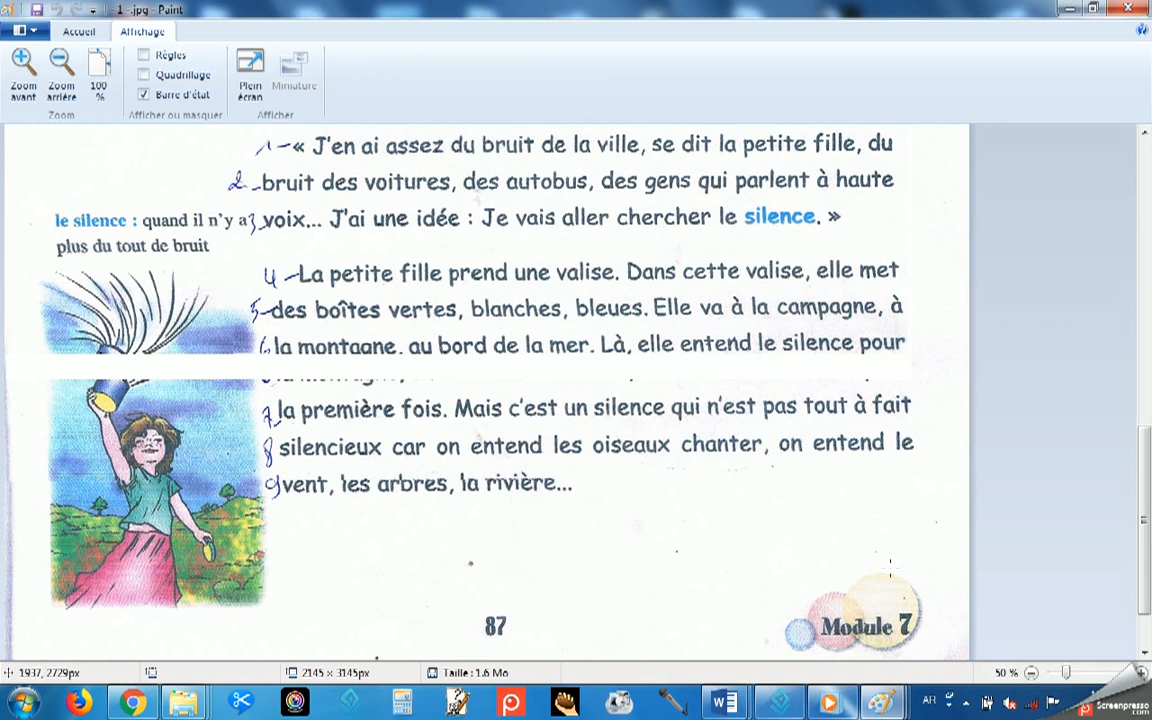 - 1 -.jpg - Paint
Accueil
Affichage
Zoom avant
Zoom arrière
100 %
Règles
Quadrillage
Barre d'état
Plein écran
Miniature
Zoom
Afficher ou masquer
Afficher
1-« J'en ai assez du bruit de la ville, se dit la petite fille, du
2-bruit des voitures, des autobus, des gens qui parlent à haute
3-voix... J'ai une idée : Je vais aller chercher le silence. »
le silence : quand il n'y a
plus du tout de bruit
4-La petite fille prend une valise. Dans cette valise, elle met
5-des boîtes vertes, blanches, bleues. Elle va à la campagne, à
6 la montagne, au bord de la mer. Là, elle entend le silence pour
7-la première fois. Mais c'est un silence qui n'est pas tout à fait
8 silencieux car on entend les oiseaux chanter, on entend le
9 vent, les arbres, la rivière...
87
Module 7
1937, 2729px
2145 × 3145px
Taille : 1.6 Mo
50 %
AR
Screenpresso
.com